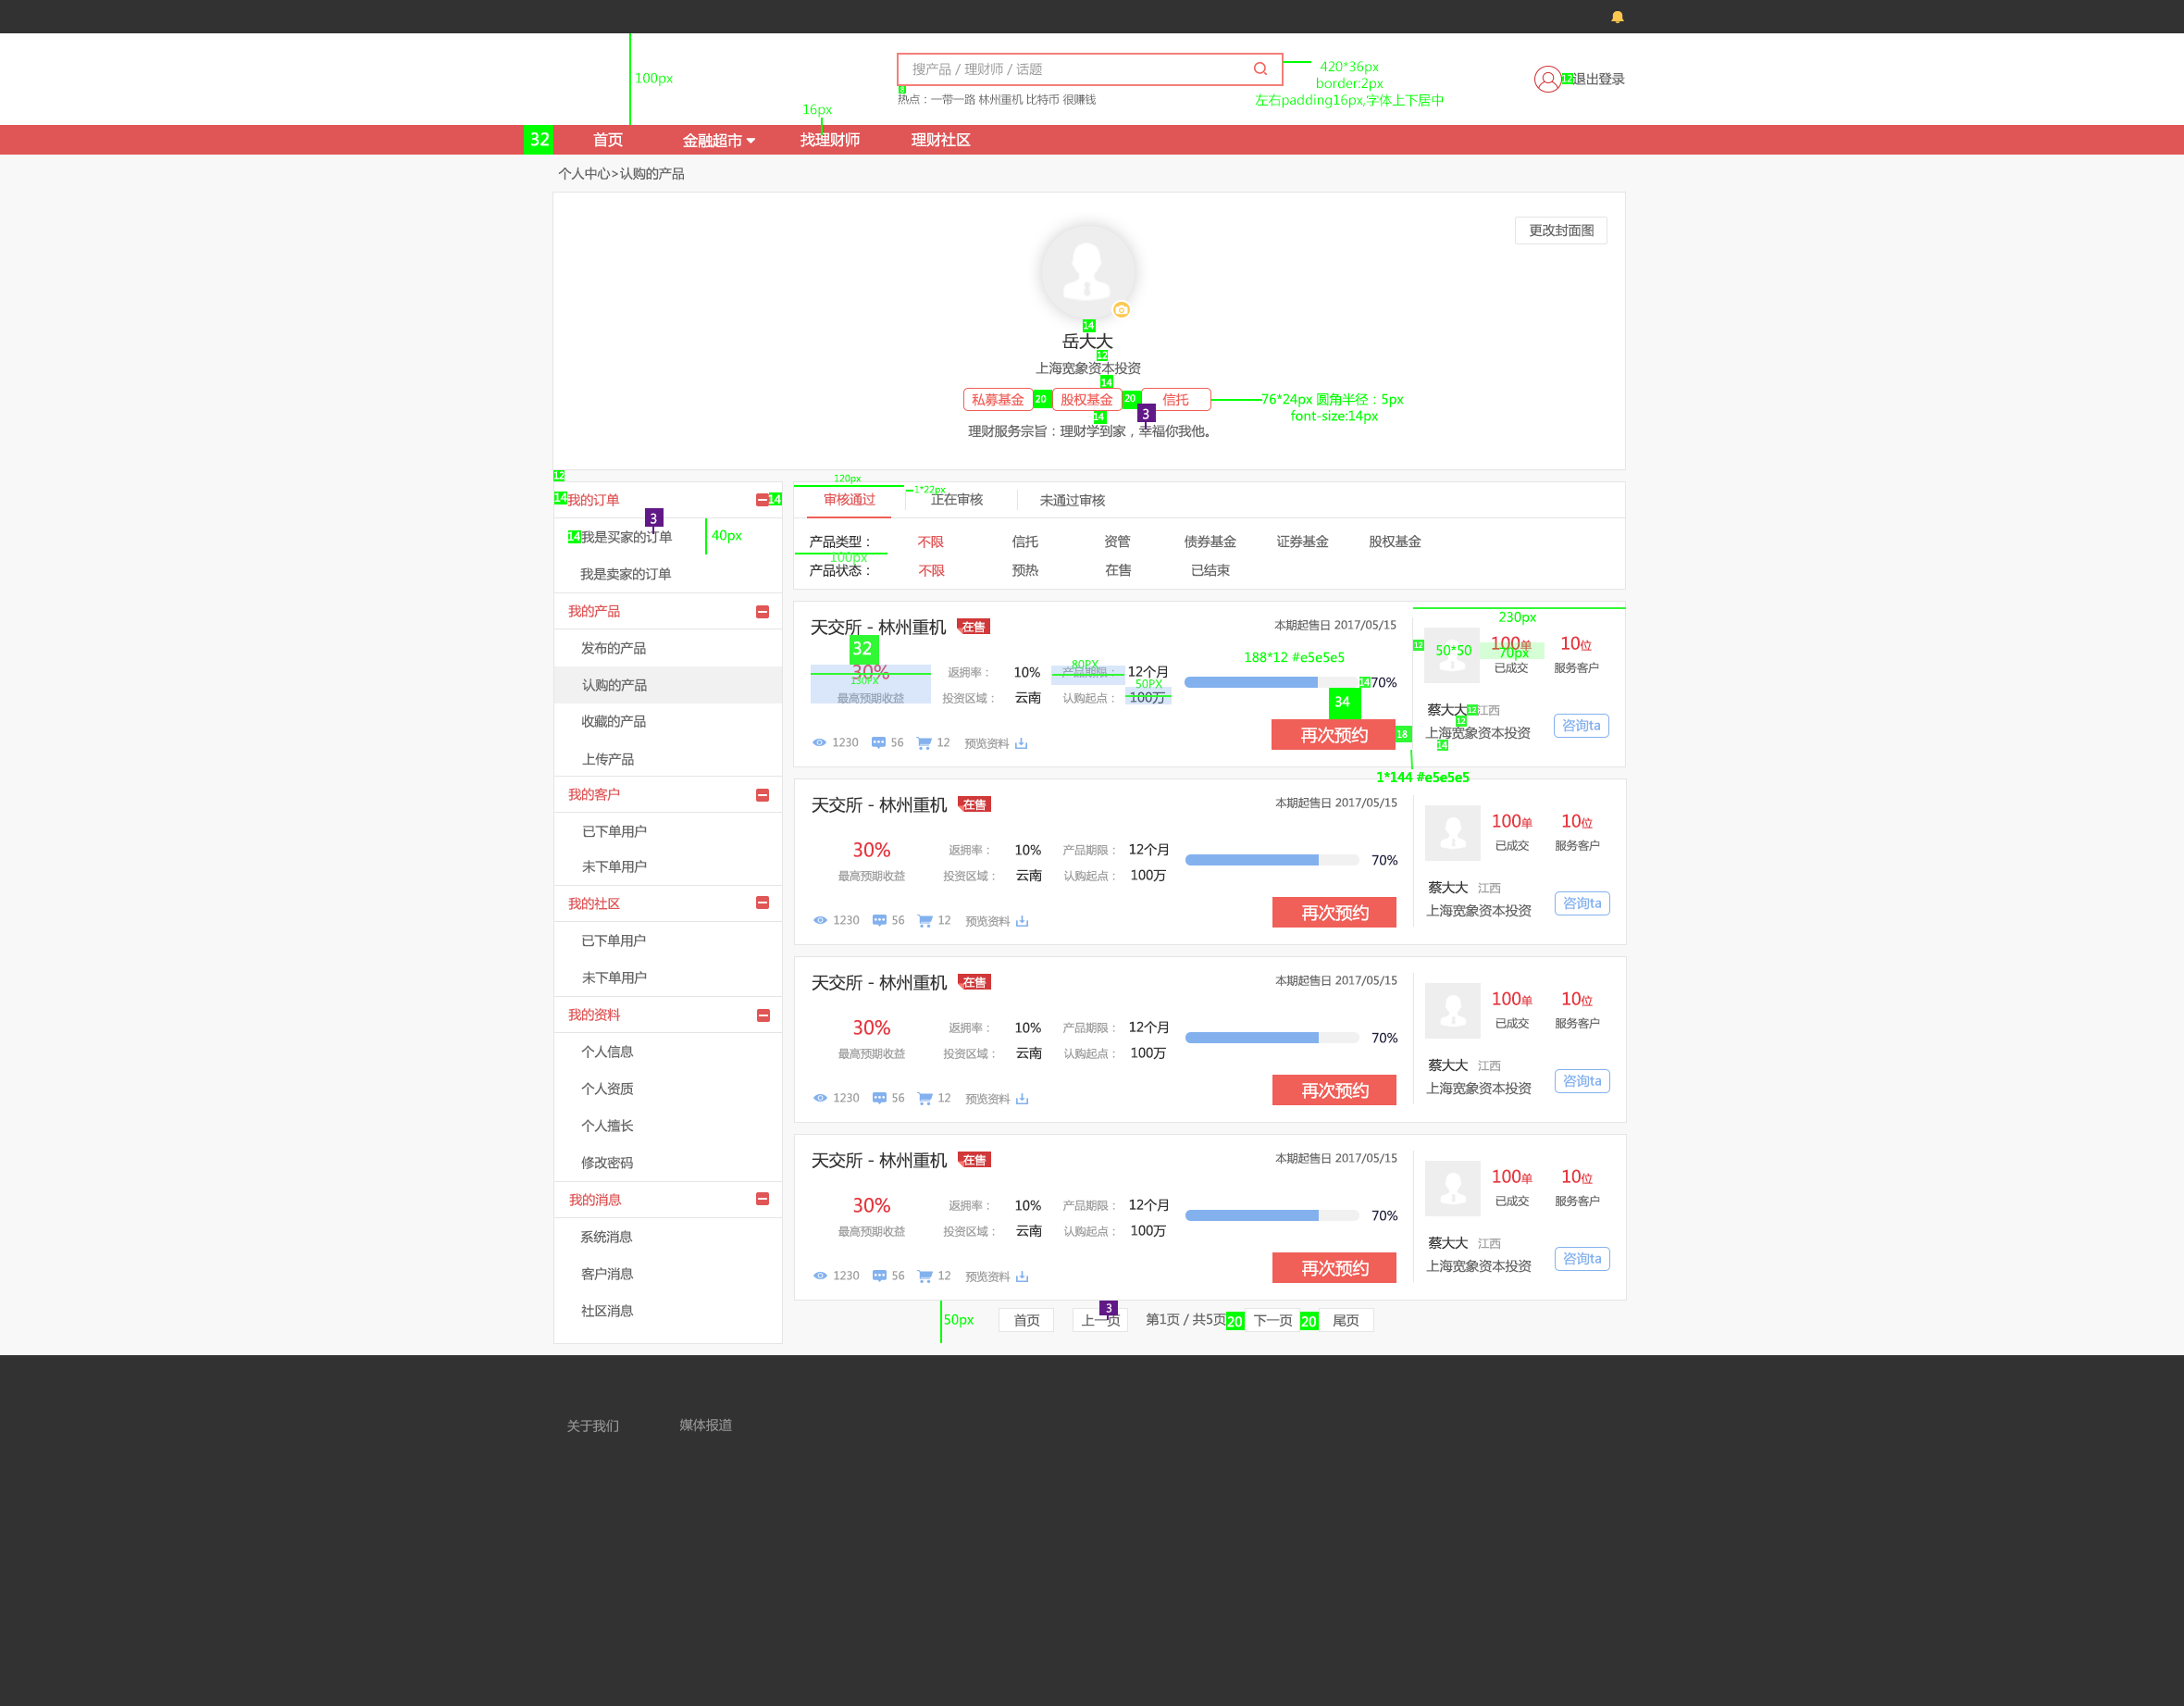 100px
搜产品 / 理财师 / 话题
420*36px
border:2px
左右padding16px,字体上下居中
12
退出登录
8
热点：一带一路 林州重机 比特币 很赚钱
16px
32
首页 金融超市 找理财师 理财社区
个人中心>认购的产品
更改封面图
14
岳大大
12
上海宽象资本投资
14
私募基金 20 股权基金 20 信托
76*24px 圆角半径：5px
font-size:14px
14
3
理财服务宗旨：理财学到家，幸福你我他。
12
14 我的订单 14
3
14 我是买家的订单
40px
我是卖家的订单
我的产品
发布的产品
认购的产品
收藏的产品
上传产品
我的客户
已下单用户
未下单用户
我的社区
已下单用户
未下单用户
我的资料
个人信息
个人资质
个人擅长
修改密码
我的消息
系统消息
客户消息
社区消息
120px
1*22px
审核通过 正在审核 未通过审核
产品类型： 不限 信托 资管 债券基金 证券基金 股权基金
100px
产品状态： 不限 预热 在售 已结束
天交所 - 林州重机 在售 本期起售日 2017/05/15
32
230px
188*12 #e5e5e5
12
50*50
100单 10位
70px
已成交 服务客户
30% 返拥率： 10% 产品期限： 12个月
80PX
130PX
50PX
14 70%
最高预期收益 投资区域： 云南 认购起点： 100万
34
蔡大大 12 江西
12
上海宽象资本投资
14
咨询ta
1230 56 12 预览资料 再次预约
18
1*144 #e5e5e5
天交所 - 林州重机 在售 本期起售日 2017/05/15
100单 10位
已成交 服务客户
30% 返拥率： 10% 产品期限： 12个月 70%
最高预期收益 投资区域： 云南 认购起点： 100万
蔡大大 江西
上海宽象资本投资 咨询ta
1230 56 12 预览资料 再次预约
天交所 - 林州重机 在售 本期起售日 2017/05/15
100单 10位
已成交 服务客户
30% 返拥率： 10% 产品期限： 12个月 70%
最高预期收益 投资区域： 云南 认购起点： 100万
蔡大大 江西
上海宽象资本投资 咨询ta
1230 56 12 预览资料 再次预约
天交所 - 林州重机 在售 本期起售日 2017/05/15
100单 10位
已成交 服务客户
30% 返拥率： 10% 产品期限： 12个月 70%
最高预期收益 投资区域： 云南 认购起点： 100万
蔡大大 江西
上海宽象资本投资 咨询ta
1230 56 12 预览资料 再次预约
3
50px
首页 上一页 第1页 / 共5页 20 下一页 20 尾页
关于我们 媒体报道